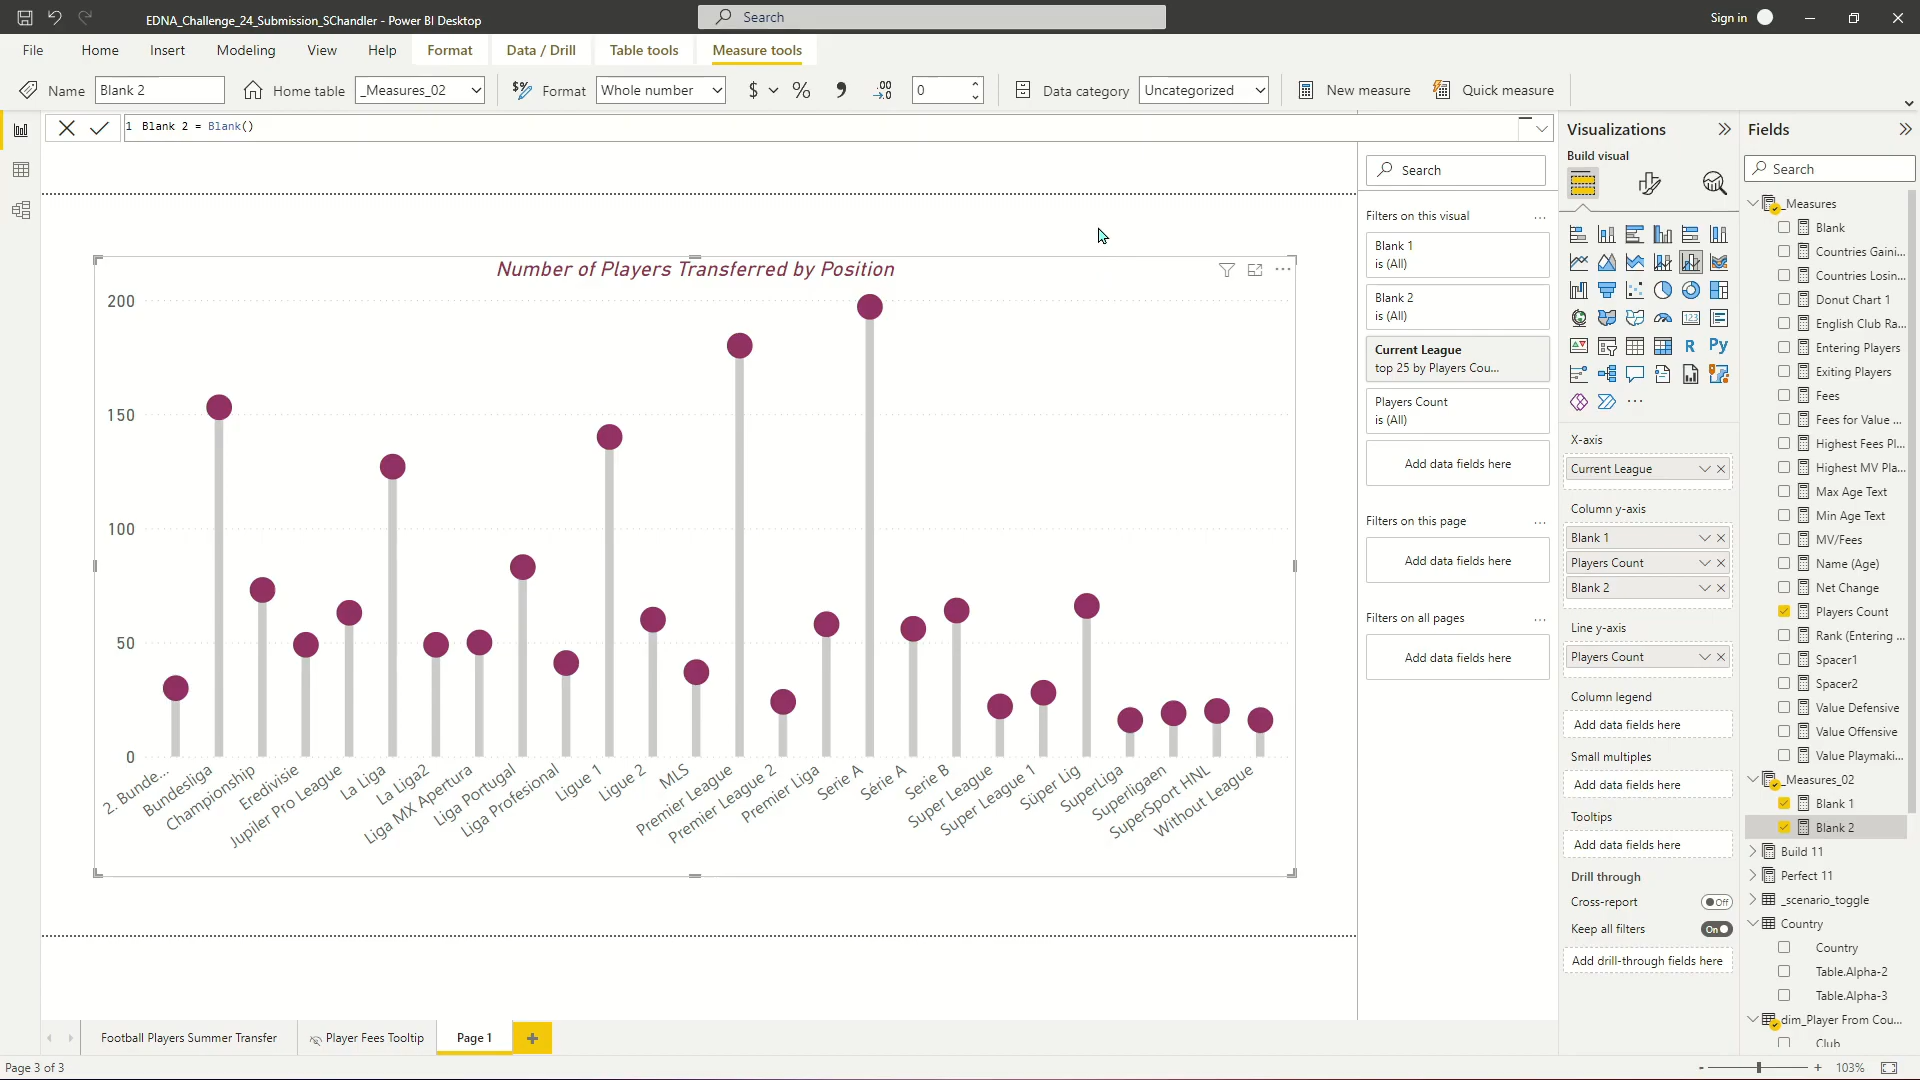 EDNA_Challenge_24_Submission_SChandler - Power BI Desktop
Search
Sign in
File
Home
Insert
Modeling
View
Help
Format
Data / Drill
Table tools
Measure tools
Name
Blank 2
Home table
_Measures_02
Format
Whole number
$
%
0
Data category
Uncategorized
New measure
Quick measure
1 Blank 2 = Blank()
Number of Players Transferred by Position
200
150
100
50
0
2. Bunde...
Bundesliga
Championship
Eredivisie
Jupiler Pro League
La Liga
La Liga2
Liga MX Apertura
Liga Portugal
Liga Profesional
Ligue 1
Ligue 2
MLS
Premier League
Premier League 2
Premier Liga
Serie A
Série A
Serie B
Super League
Super League 1
Süper Lig
SuperLiga
Superligaen
SuperSport HNL
Without League
Search
Filters on this visual
Blank 1
is (All)
Blank 2
is (All)
Current League
top 25 by Players Cou...
Players Count
is (All)
Add data fields here
Filters on this page
Add data fields here
Filters on all pages
Add data fields here
Visualizations
Build visual
123
R
Py
X-axis
Current League
Column y-axis
Blank 1
Players Count
Blank 2
Line y-axis
Players Count
Column legend
Add data fields here
Small multiples
Add data fields here
Tooltips
Add data fields here
Drill through
Cross-report
Off
Keep all filters
On
Add drill-through fields here
Fields
Search
_Measures
Blank
Countries Gaini...
Countries Losin...
Donut Chart 1
English Club Ra...
Entering Players
Exiting Players
Fees
Fees for Value ...
Highest Fees Pl...
Highest MV Pla...
Max Age Text
Min Age Text
MV/Fees
Name (Age)
Net Change
Players Count
Rank (Entering ...
Spacer1
Spacer2
Value Defensive
Value Offensive
Value Playmaki...
_Measures_02
Blank 1
Blank 2
Build 11
Perfect 11
_scenario_toggle
Country
Country
Table.Alpha-2
Table.Alpha-3
dim_Player From Cou...
Club
Football Players Summer Transfer
Player Fees Tooltip
Page 1
Page 3 of 3
103%